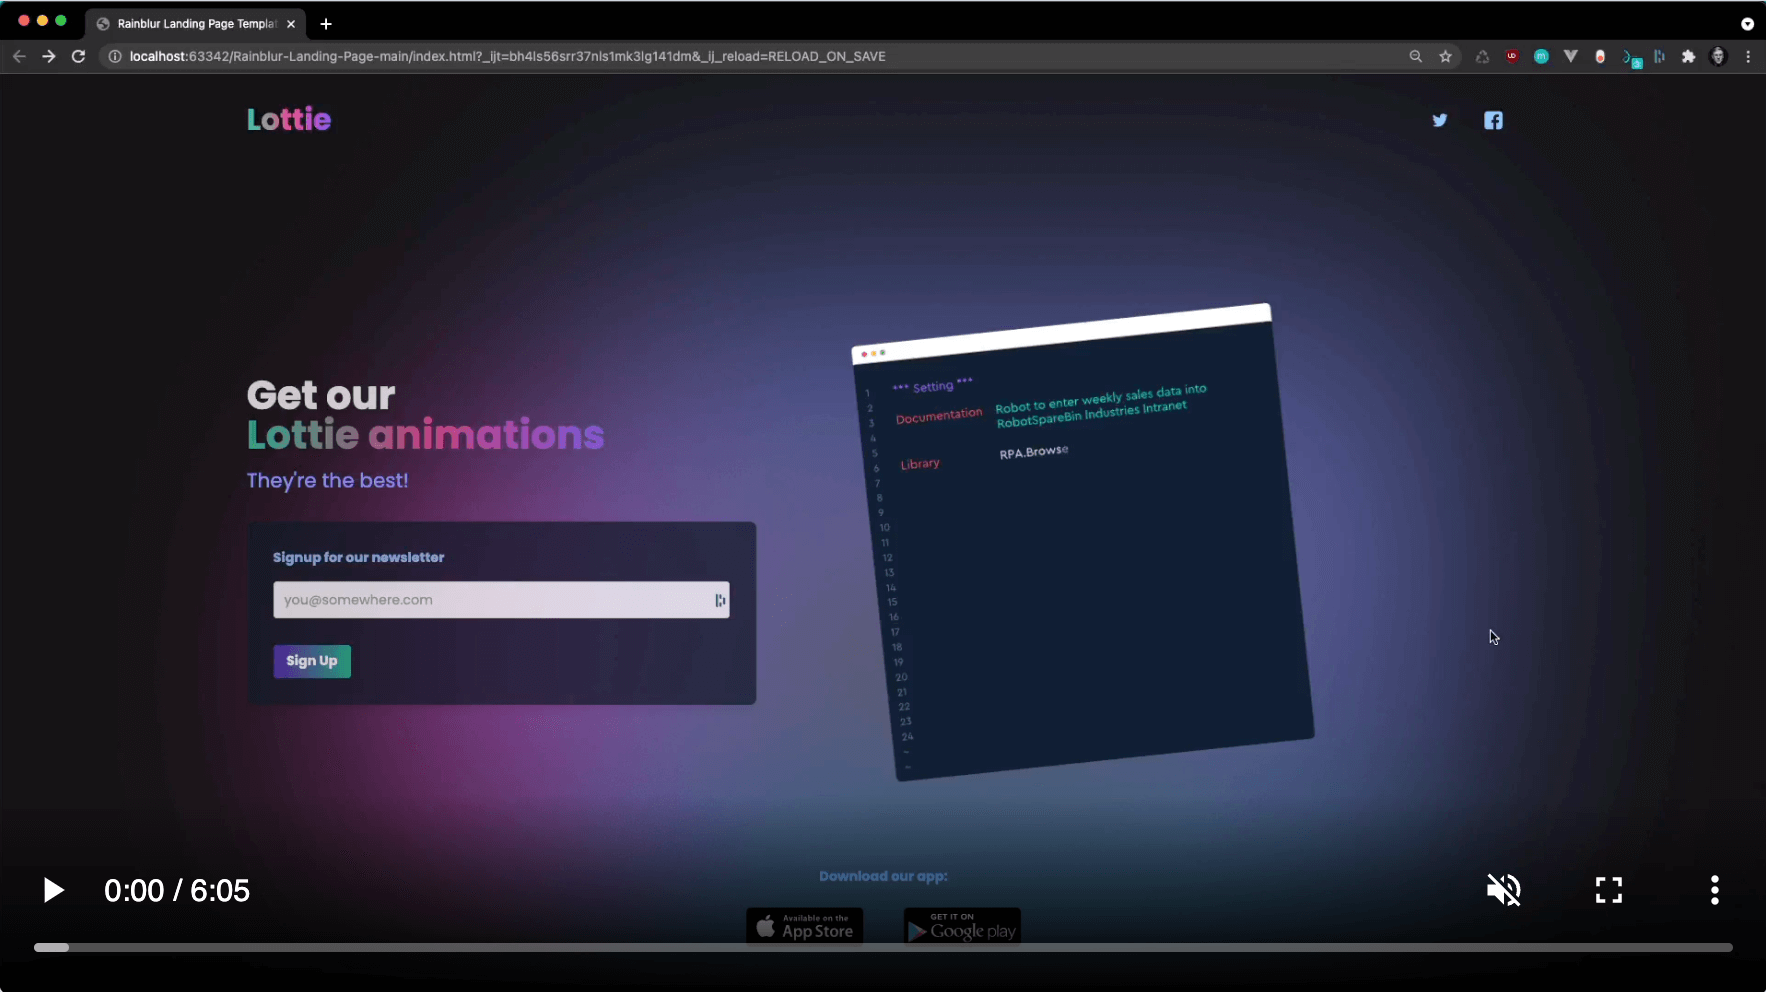 Rainblur Landing Page Templat
localhost:63342/Rainblur-Landing-Page-main/index.html?_ijt=bh4ls56srr37nls1mk3lg141dm&_ij_reload=RELOAD_ON_SAVE
Lottie
Get our
Lottie animations
They're the best!
Signup for our newsletter
you@somewhere.com
Sign Up
1
2
3
4
5
6
7
8
9
10
11
12
13
14
15
16
17
18
19
20
21
22
23
24
~
~
*** Setting ***
Documentation
Robot to enter weekly sales data into
RobotSpareBin Industries Intranet
Library
RPA.Browse
Download our app:
Available on the
App Store
GET IT ON
Google play
0:00 / 6:05